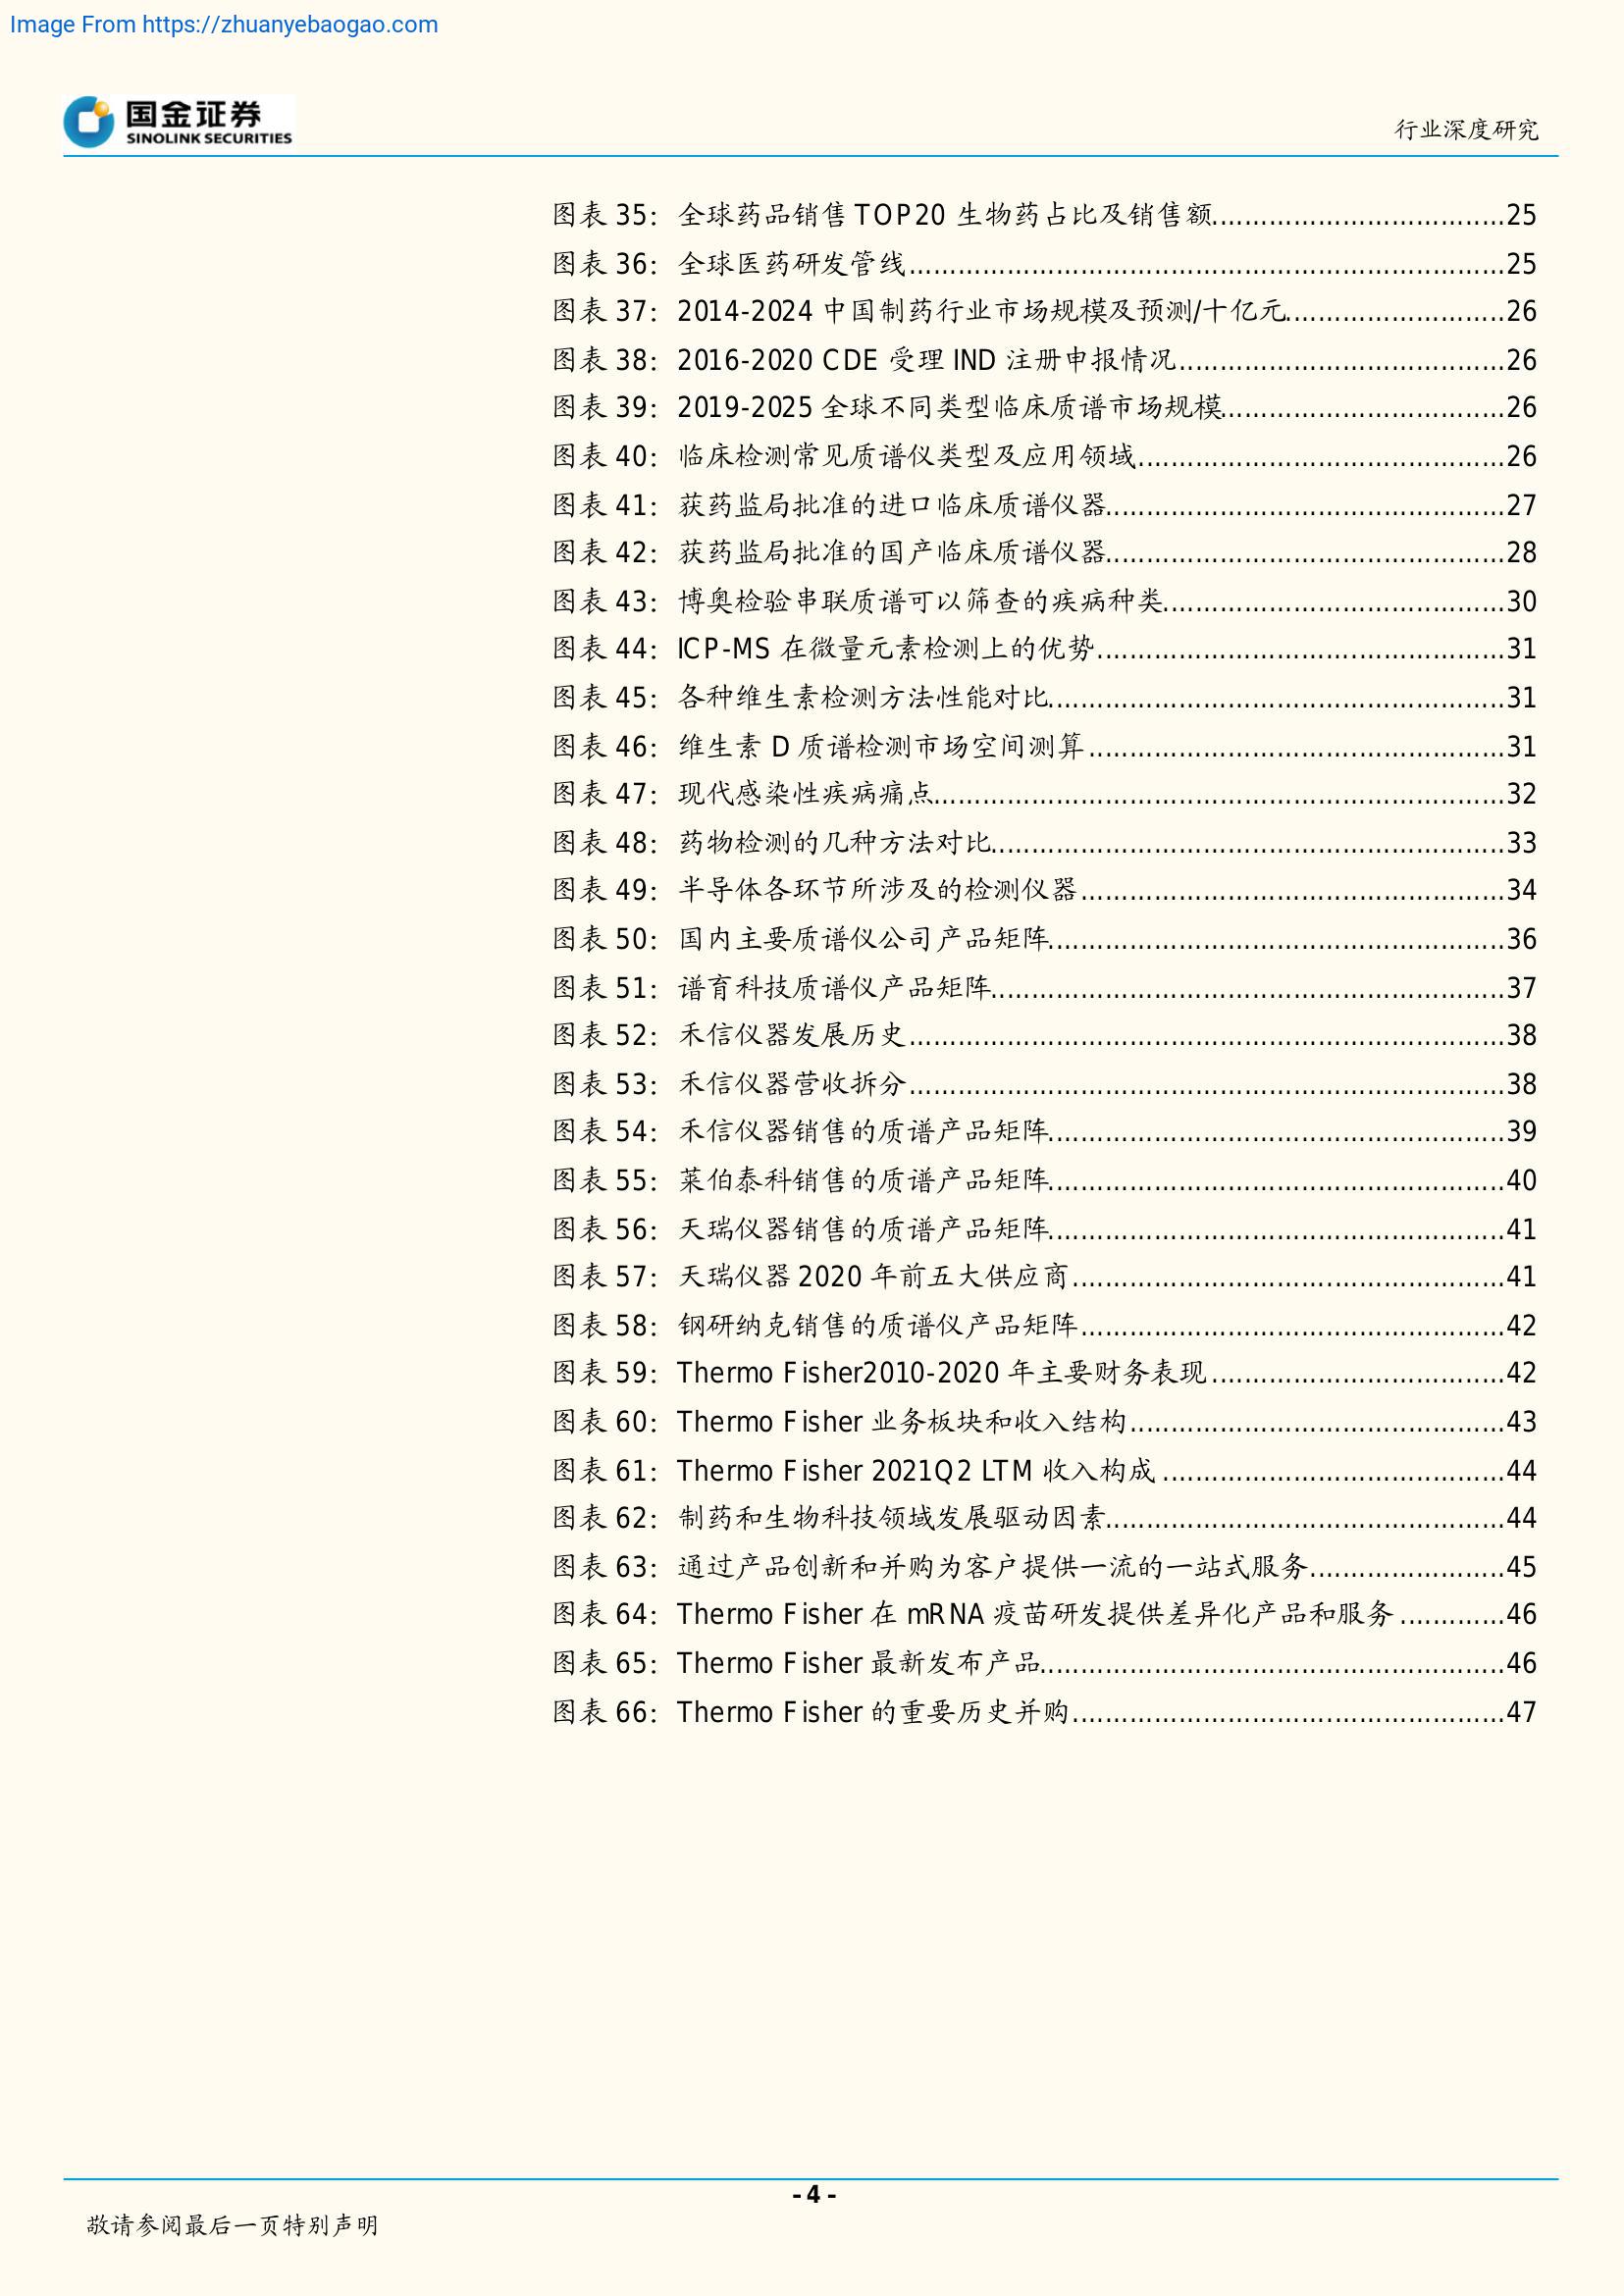 Image From https://zhuanyebaogao.com
国金证券
SINOLINK SECURITIES
行业深度研究
图表 35：全球药品销售 TOP20 生物药占比及销售额....................................25
图表 36：全球医药研发管线.........................................................................25
图表 37：2014-2024 中国制药行业市场规模及预测/十亿元...........................26
图表 38：2016-2020 CDE 受理 IND 注册申报情况........................................26
图表 39：2019-2025 全球不同类型临床质谱市场规模...................................26
图表 40：临床检测常见质谱仪类型及应用领域.............................................26
图表 41：获药监局批准的进口临床质谱仪器.................................................27
图表 42：获药监局批准的国产临床质谱仪器.................................................28
图表 43：博奥检验串联质谱可以筛查的疾病种类..........................................30
图表 44：ICP-MS 在微量元素检测上的优势..................................................31
图表 45：各种维生素检测方法性能对比........................................................31
图表 46：维生素 D 质谱检测市场空间测算...................................................31
图表 47：现代感染性疾病痛点......................................................................32
图表 48：药物检测的几种方法对比...............................................................33
图表 49：半导体各环节所涉及的检测仪器....................................................34
图表 50：国内主要质谱仪公司产品矩阵........................................................36
图表 51：谱育科技质谱仪产品矩阵...............................................................37
图表 52：禾信仪器发展历史.........................................................................38
图表 53：禾信仪器营收拆分.........................................................................38
图表 54：禾信仪器销售的质谱产品矩阵........................................................39
图表 55：莱伯泰科销售的质谱产品矩阵........................................................40
图表 56：天瑞仪器销售的质谱产品矩阵........................................................41
图表 57：天瑞仪器 2020 年前五大供应商.....................................................41
图表 58：钢研纳克销售的质谱仪产品矩阵....................................................42
图表 59：Thermo Fisher2010-2020 年主要财务表现....................................42
图表 60：Thermo Fisher 业务板块和收入结构..............................................43
图表 61：Thermo Fisher 2021Q2 LTM 收入构成..........................................44
图表 62：制药和生物科技领域发展驱动因素.................................................44
图表 63：通过产品创新和并购为客户提供一流的一站式服务........................45
图表 64：Thermo Fisher 在 mRNA 疫苗研发提供差异化产品和服务.............46
图表 65：Thermo Fisher 最新发布产品.........................................................46
图表 66：Thermo Fisher 的重要历史并购.....................................................47
- 4 -
敬请参阅最后一页特别声明